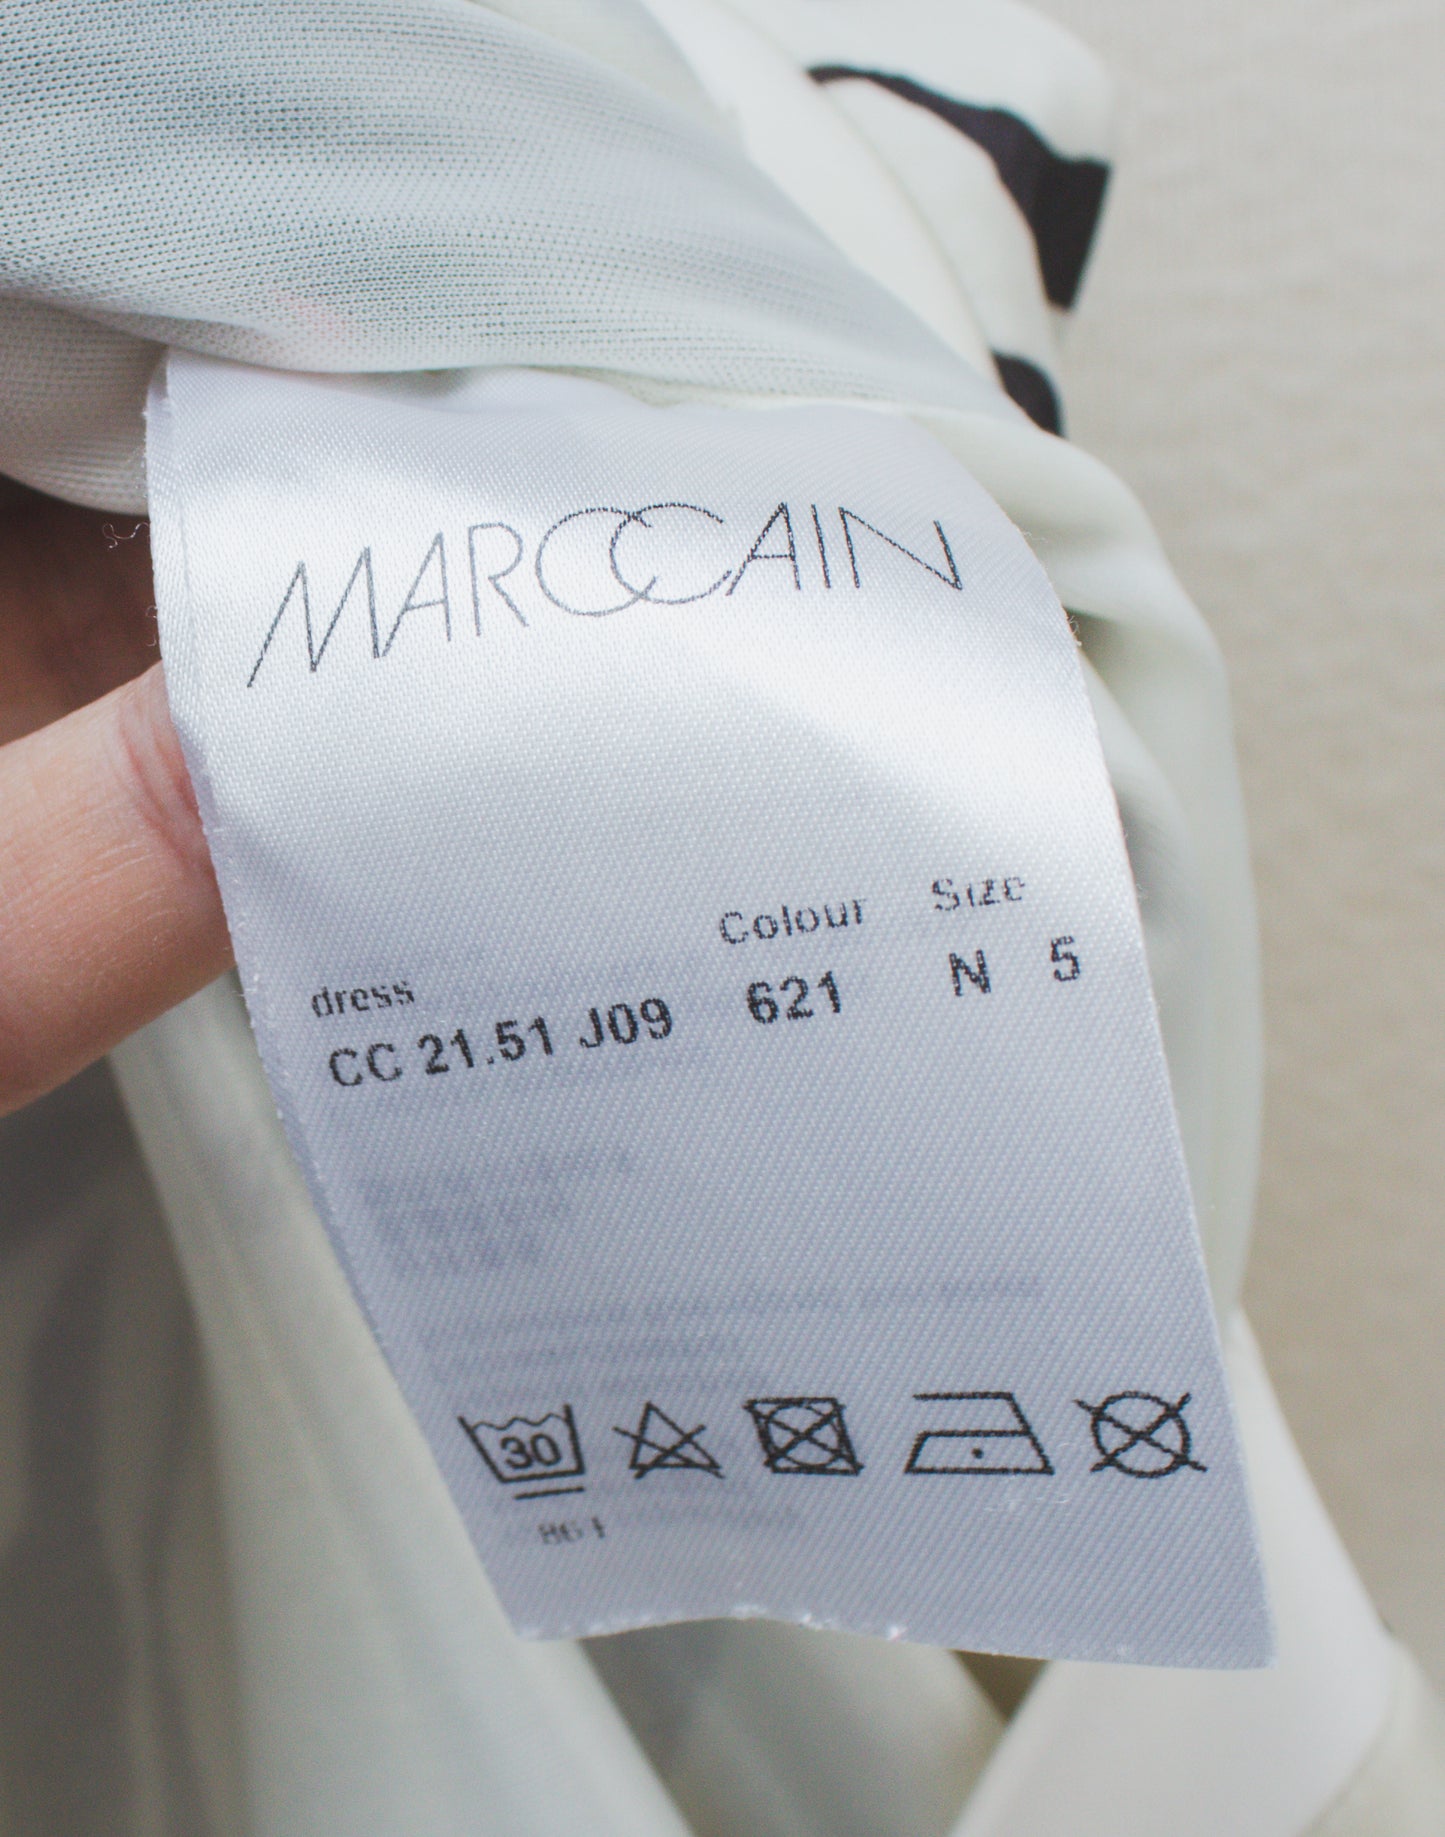 MARCCAIN
dress Colour Size
CC 21.51 J09 621 N 5
30